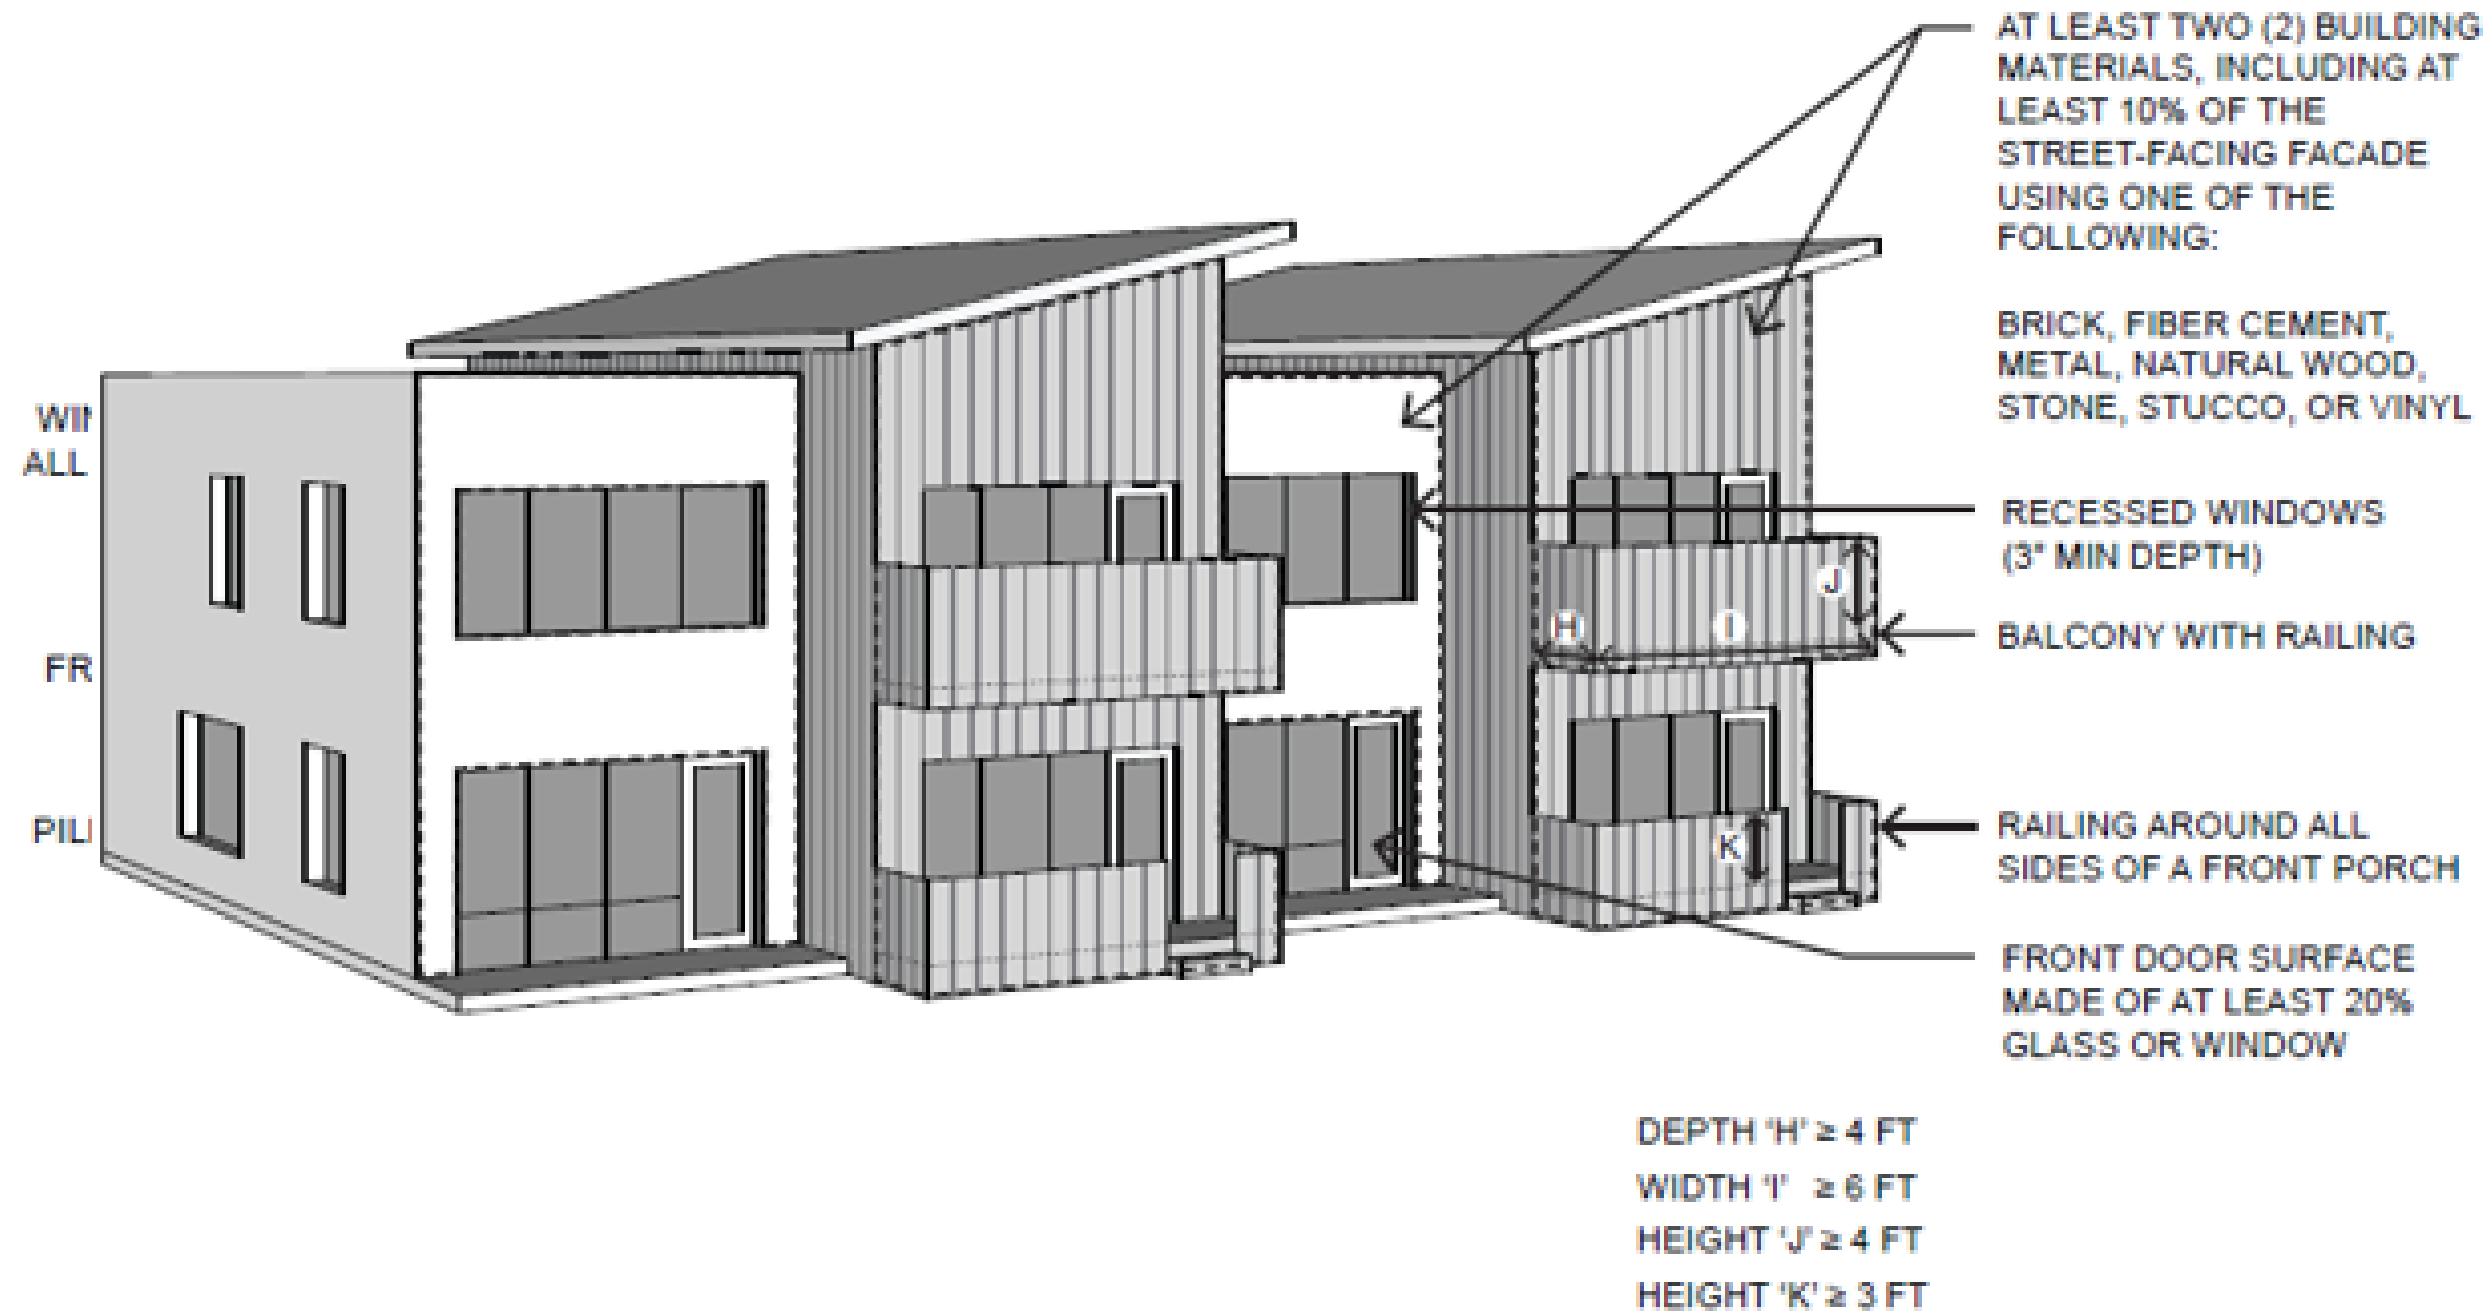 AT LEAST TWO (2) BUILDING
MATERIALS, INCLUDING AT
LEAST 10% OF THE
STREET-FACING FACADE
USING ONE OF THE
FOLLOWING:
BRICK, FIBER CEMENT,
METAL, NATURAL WOOD,
STONE, STUCCO, OR VINYL
ALL
RECESSED WINDOWS
(3" MIN DEPTH)
J
H
I
BALCONY WITH RAILING
FR
K
RAILING AROUND ALL
SIDES OF A FRONT PORCH
FRONT DOOR SURFACE
MADE OF AT LEAST 20%
GLASS OR WINDOW
DEPTH 'H' ≥ 4 FT
WIDTH 'I' ≥ 6 FT
HEIGHT 'J' ≥ 4 FT
HEIGHT 'K' ≥ 3 FT